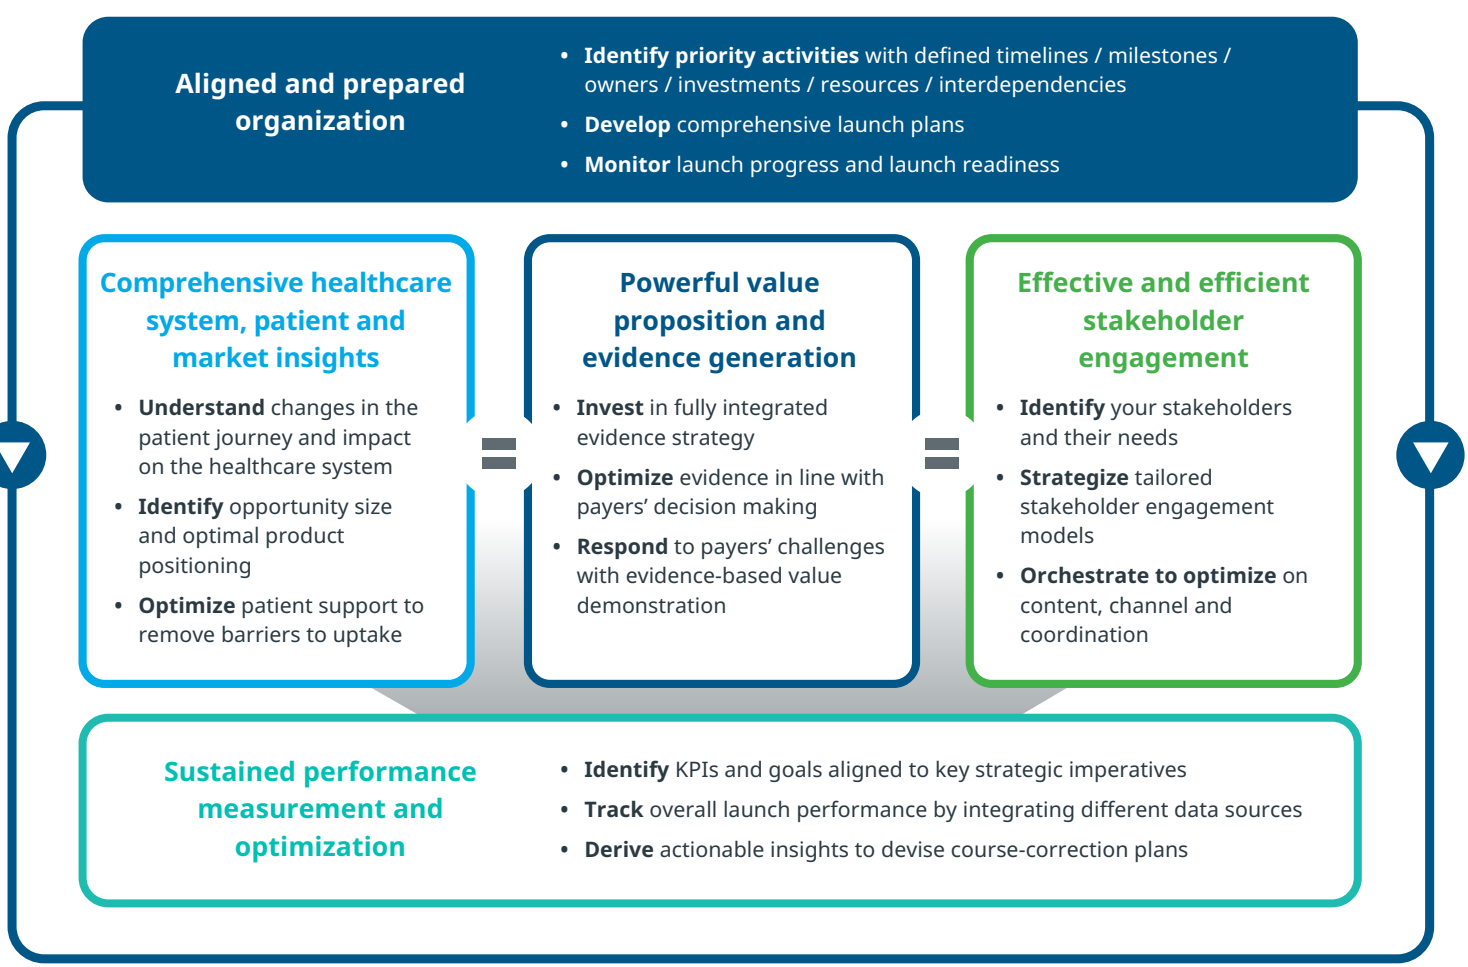 Aligned and prepared
organization
• Identify priority activities with defined timelines / milestones /
owners / investments / resources / interdependencies
• Develop comprehensive launch plans
• Monitor launch progress and launch readiness
Comprehensive healthcare
system, patient and
market insights
• Understand changes in the
patient journey and impact
on the healthcare system
• Identify opportunity size
and optimal product
positioning
• Optimize patient support to
remove barriers to uptake
Powerful value
proposition and
evidence generation
• Invest in fully integrated
evidence strategy
• Optimize evidence in line with
payers’ decision making
• Respond to payers’ challenges
with evidence-based value
demonstration
Effective and efficient
stakeholder
engagement
• Identify your stakeholders
and their needs
• Strategize tailored
stakeholder engagement
models
• Orchestrate to optimize on
content, channel and
coordination
Sustained performance
measurement and
optimization
• Identify KPIs and goals aligned to key strategic imperatives
• Track overall launch performance by integrating different data sources
• Derive actionable insights to devise course-correction plans